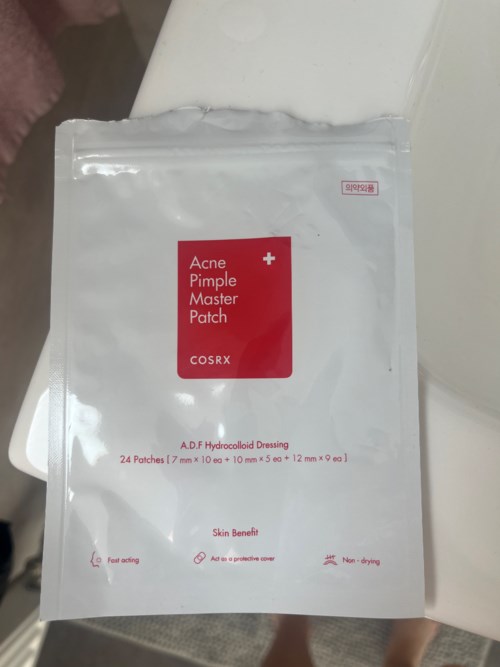 의약외품
Acne
Pimple
Master
Patch
COSRX
A.D.F Hydrocolloid Dressing
24 Patches [ 7 mm × 10 ea + 10 mm × 5 ea + 12 mm × 9 ea ]
Skin Benefit
Fast acting
Act as a protective cover
Non - drying